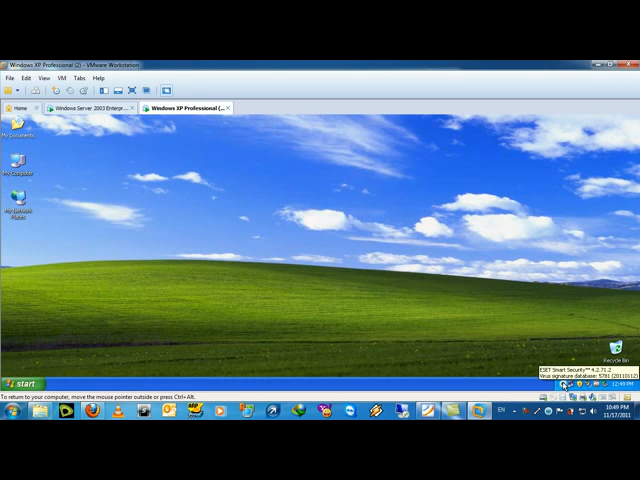 Windows XP Professional (2) - VMware Workstation
File Edit View VM Tabs Help
Home
Windows Server 2003 Enterpr...
Windows XP Professional (...
My Documents
My Computer
My Network
Places
Recycle Bin
ESET Smart Security™ 4.2.71.2
Virus signature database: 5781 (20110112)
start
12:49 PM
To return to your computer, move the mouse pointer outside or press Ctrl+Alt.
EN
10:49 PM
11/17/2011